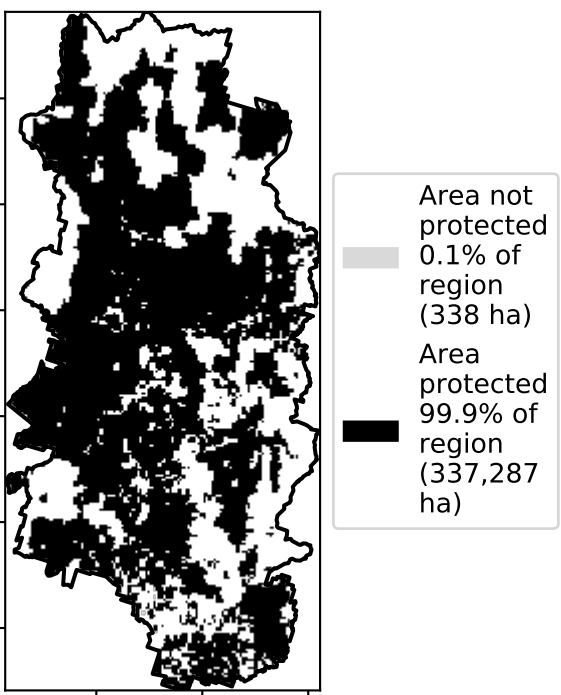 Area not
protected
0.1% of
region
(338 ha)
Area
protected
99.9% of
region
(337,287
ha)